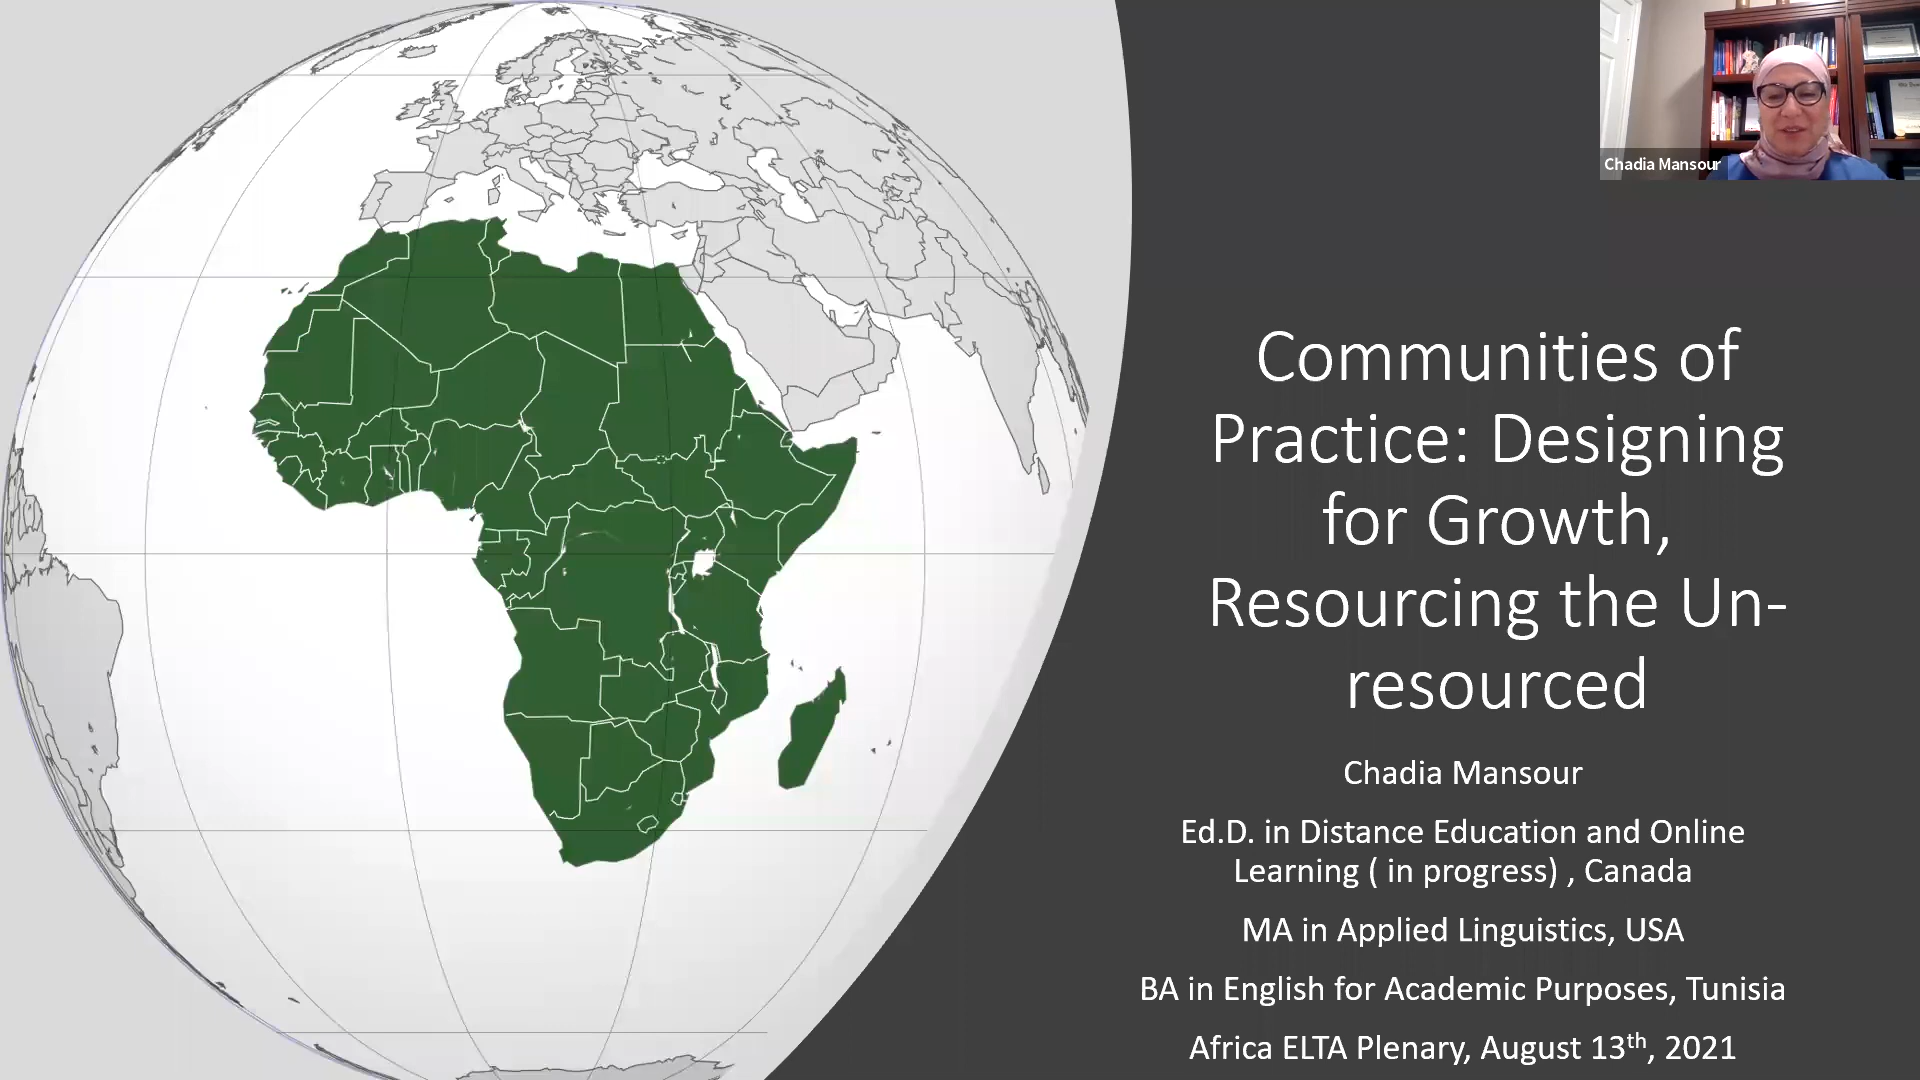 Chadia Mansour
Communities of
Practice: Designing
for Growth,
Resourcing the Un-
resourced
Chadia Mansour
Ed.D. in Distance Education and Online
Learning ( in progress) , Canada
MA in Applied Linguistics, USA
BA in English for Academic Purposes, Tunisia
Africa ELTA Plenary, August 13th, 2021